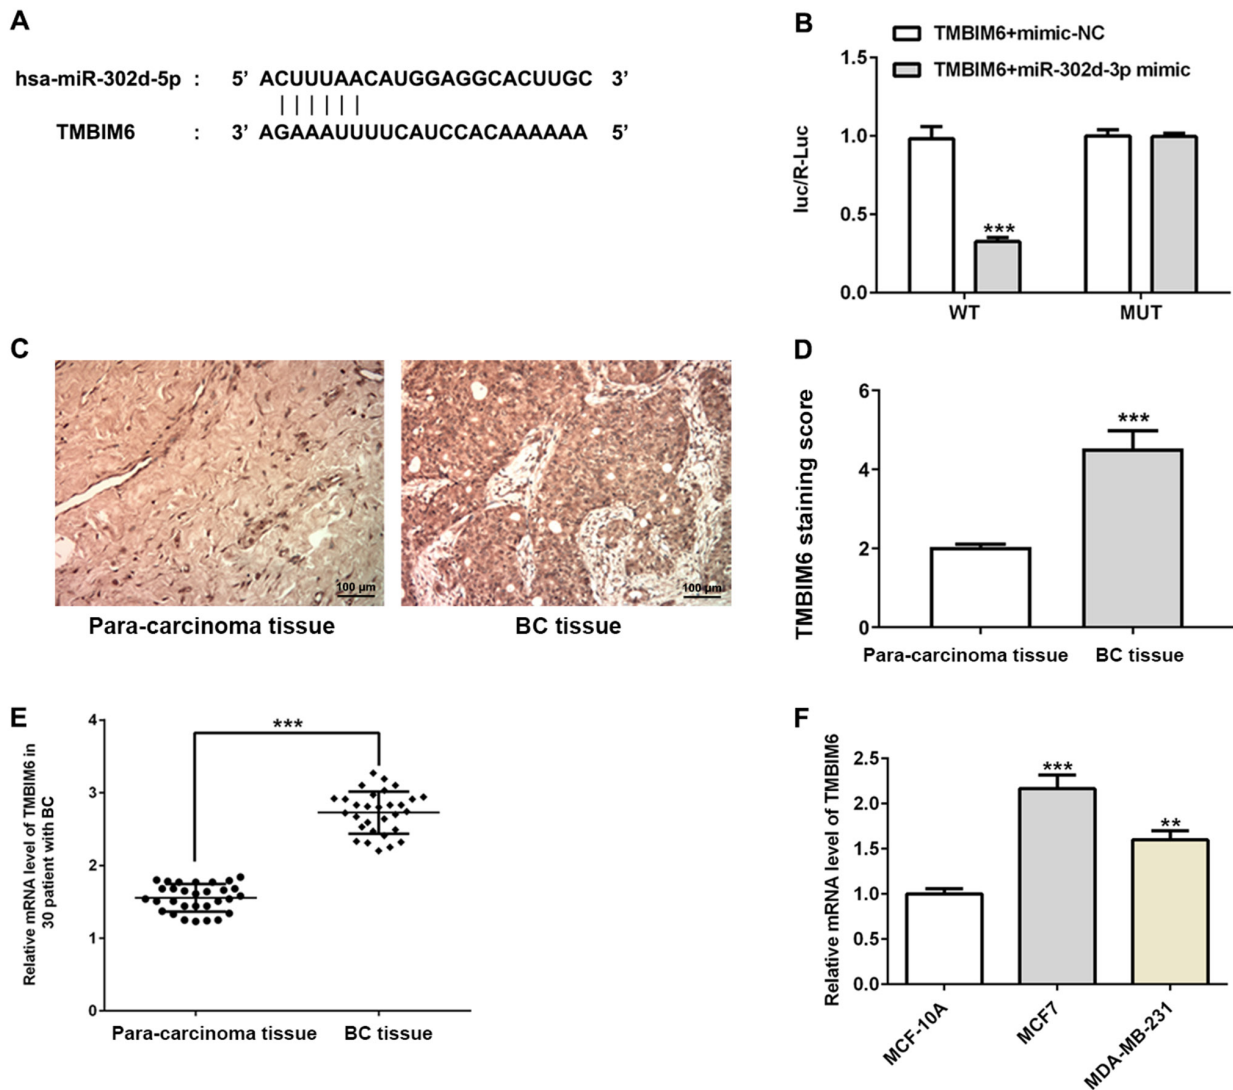 A
hsa-miR-302d-5p : 5’ ACUUUAACAUGGAGGCACUUGC 3’
| | | | | |
TMBIM6 : 3’ AGAAAUUUUCAUCCACAAAAAA 5’
B
TMBIM6+mimic-NC
TMBIM6+miR-302d-3p mimic
luc/R-Luc
1.5
1.0
0.5
0.0
***
WT MUT
C
100 μm
100 μm
Para-carcinoma tissue BC tissue
D
TMBIM6 staining score
6
4
2
0
***
Para-carcinoma tissue BC tissue
E
Relative mRNA level of TMBIM6 in
30 patient with BC
4
3
2
1
0
***
Para-carcinoma tissue BC tissue
F
Relative mRNA level of TMBIM6
2.5
2.0
1.5
1.0
0.5
0.0
***
**
MCF-10A
MCF7
MDA-MB-231